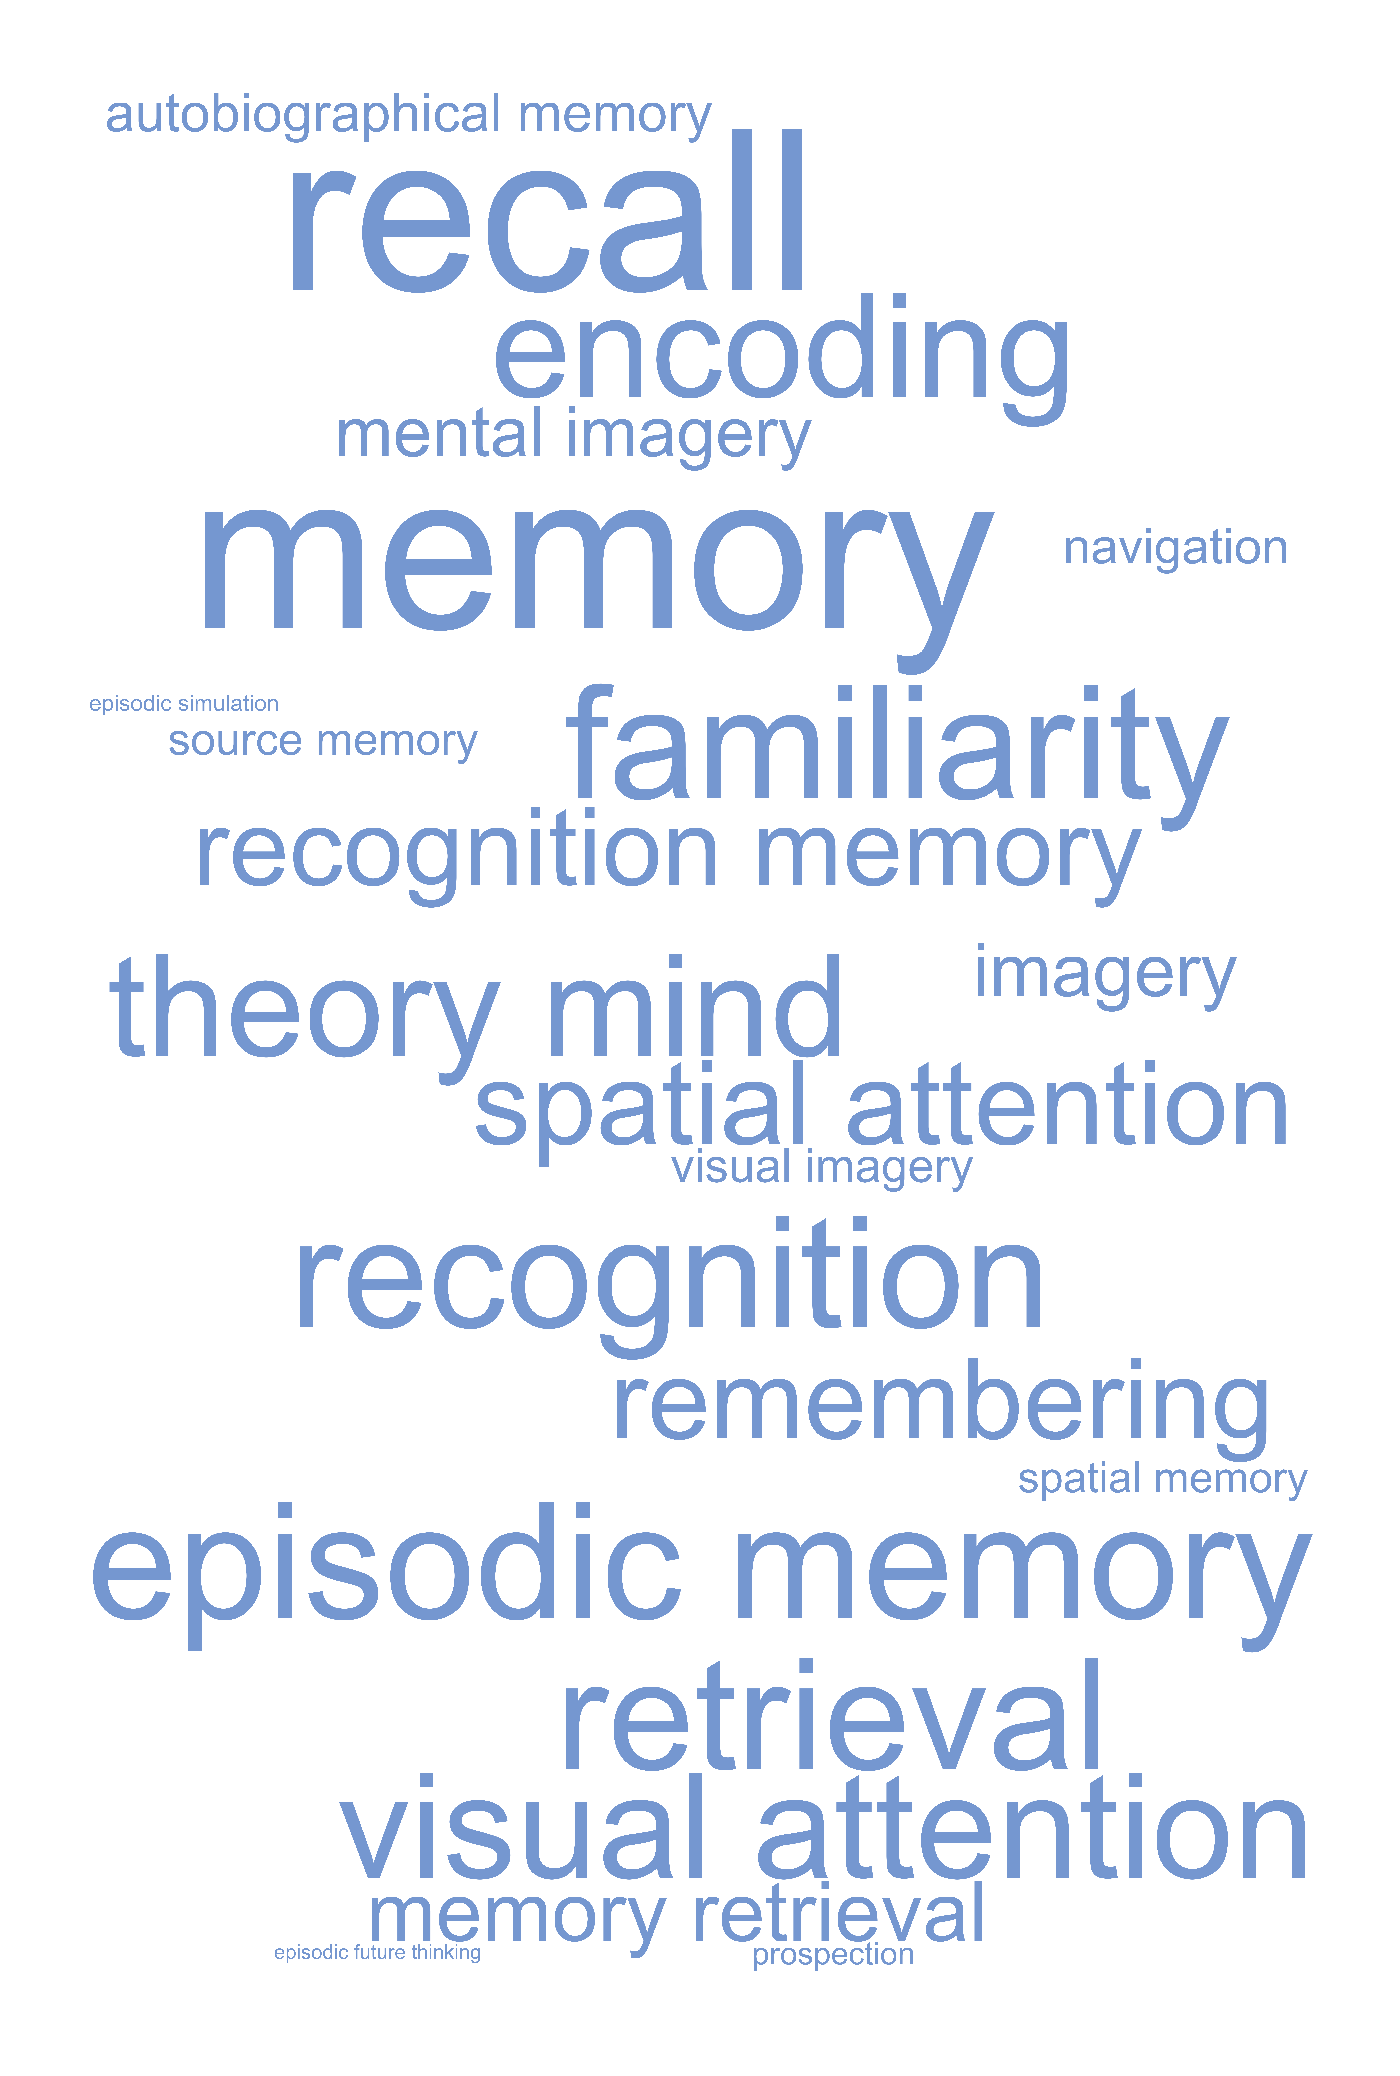 autobiographical memory
recall
encoding
mental imagery
memory
navigation
episodic simulation
source memory
familiarity
recognition memory
theory mind
imagery
spatial attention
visual imagery
recognition
remembering
spatial memory
episodic memory
retrieval
visual attention
memory retrieval
episodic future thinking
prospection